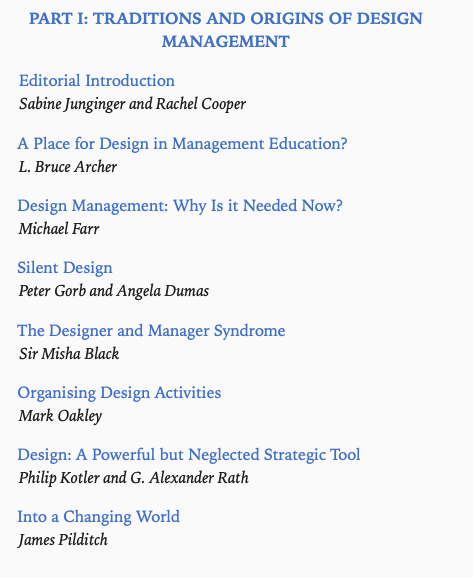 PART I: TRADITIONS AND ORIGINS OF DESIGN
MANAGEMENT
Editorial Introduction
Sabine Junginger and Rachel Cooper
A Place for Design in Management Education?
L. Bruce Archer
Design Management: Why Is it Needed Now?
Michael Farr
Silent Design
Peter Gorb and Angela Dumas
The Designer and Manager Syndrome
Sir Misha Black
Organising Design Activities
Mark Oakley
Design: A Powerful but Neglected Strategic Tool
Philip Kotler and G. Alexander Rath
Into a Changing World
James Pilditch